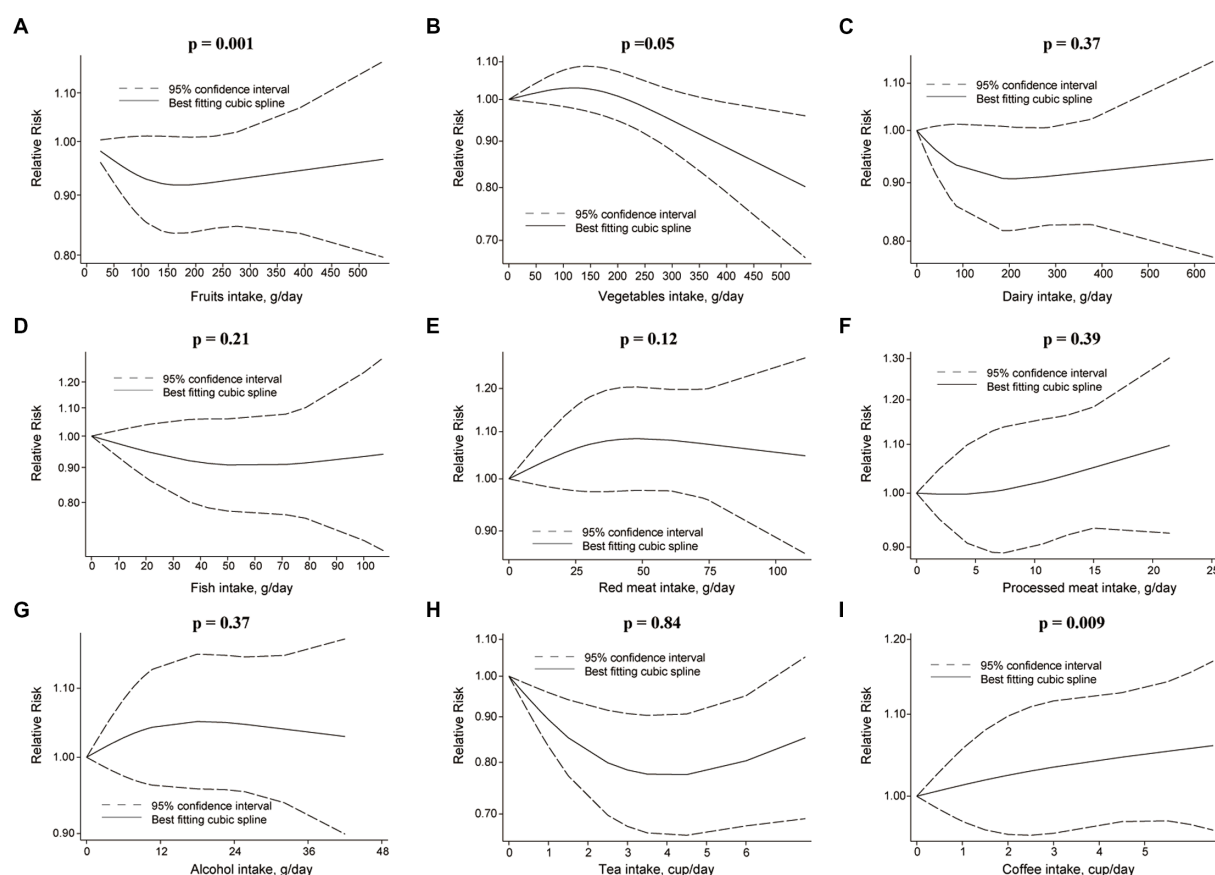 A
p = 0.001
1.10
1.00
0.90
0.80
Relative Risk
95% confidence interval
Best fitting cubic spline
0 50 100 150 200 250 300 350 400 450 500
Fruits intake, g/day
B
p =0.05
1.10
1.00
0.90
0.80
0.70
Relative Risk
95% confidence interval
Best fitting cubic spline
0 50 100 150 200 250 300 350 400 450 500
Vegetables intake, g/day
C
p = 0.37
1.10
1.00
0.90
0.80
Relative Risk
95% confidence interval
Best fitting cubic spline
0 100 200 300 400 500 600
Dairy intake, g/day
D
p = 0.21
1.20
1.10
1.00
0.90
0.80
Relative Risk
95% confidence interval
Best fitting cubic spline
0 10 20 30 40 50 60 70 80 90 100
Fish intake, g/day
E
p = 0.12
1.20
1.00
0.90
Relative Risk
95% confidence interval
Best fitting cubic spline
0 25 50 75 100
Red meat intake, g/day
F
p = 0.39
1.30
1.20
1.10
1.00
0.90
Relative Risk
95% confidence interval
Best fitting cubic spline
0 5 10 15 20 25
Processed meat intake, g/day
G
p = 0.37
1.10
1.00
0.90
Relative Risk
95% confidence interval
Best fitting cubic spline
0 12 24 36 48
Alcohol intake, g/day
H
p = 0.84
1.10
1.00
0.90
0.80
0.70
Relative Risk
95% confidence interval
Best fitting cubic spline
0 1 2 3 4 5 6
Tea intake, cup/day
I
p = 0.009
1.20
1.10
1.00
Relative Risk
95% confidence interval
Best fitting cubic spline
0 1 2 3 4 5
Coffee intake, cup/day